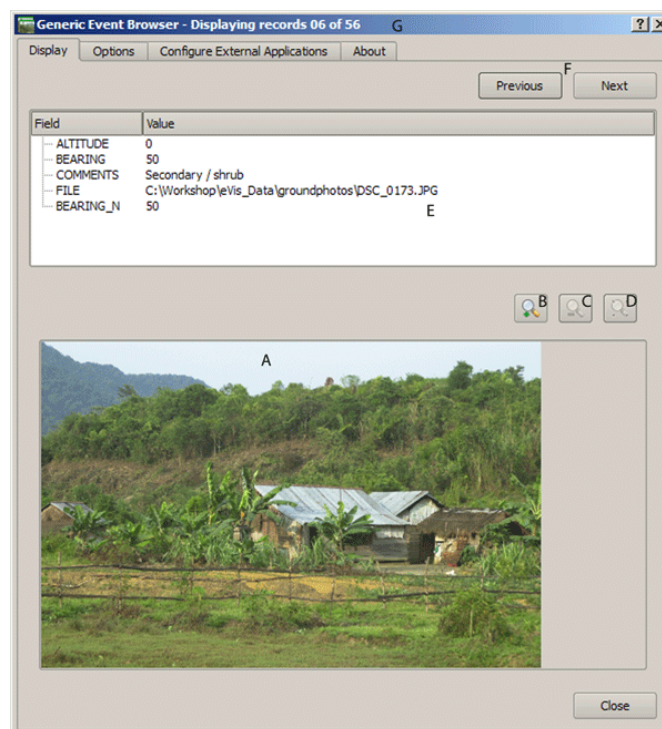 Generic Event Browser - Displaying records 06 of 56 G
Display Options Configure External Applications About
F
Previous Next
Field Value
ALTITUDE 0
BEARING 50
COMMENTS Secondary / shrub
FILE C:\Workshop\eVis_Data\groundphotos\DSC_0173.JPG
BEARING_N 50
E
B C D
A
Close